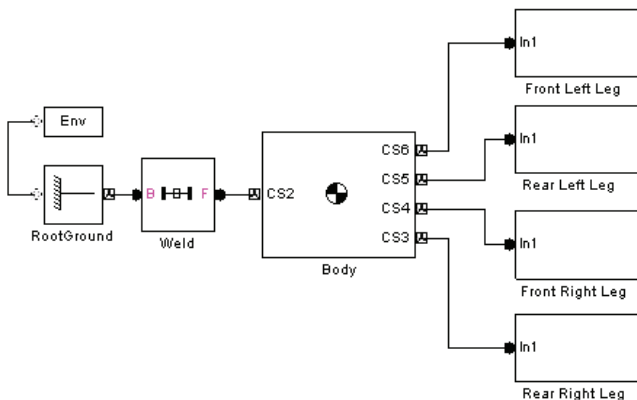 Env
RootGround
B F
Weld
CS2
CS6
CS5
CS4
CS3
Body
In1
Front Left Leg
In1
Rear Left Leg
In1
Front Right Leg
In1
Rear Right Leg